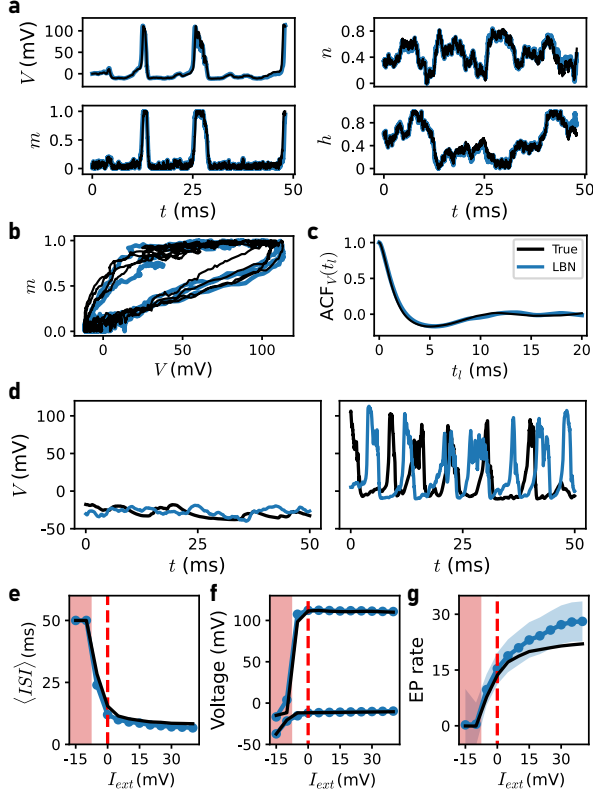 a
V (mV)
100
50
0
n
0.8
0.4
0
m
1.0
0.5
0
h
0.8
0.4
0
0 25 50
t (ms)
0 25 50
t (ms)
b
m
1.0
0.5
0.0
0 50 100
V (mV)
c
ACF_V(t_l)
1.0
0.5
0.0
True
LBN
0 5 10 15 20
t_l (ms)
d
V (mV)
100
50
0
-50
0 25 50
t (ms)
0 25 50
t (ms)
e
⟨ISI⟩(ms)
50
25
0
-15 0 15 30
I_ext(mV)
f
Voltage (mV)
100
50
0
-50
-15 0 15 30
I_ext(mV)
g
EP rate
30
15
0
-15 0 15 30
I_ext(mV)